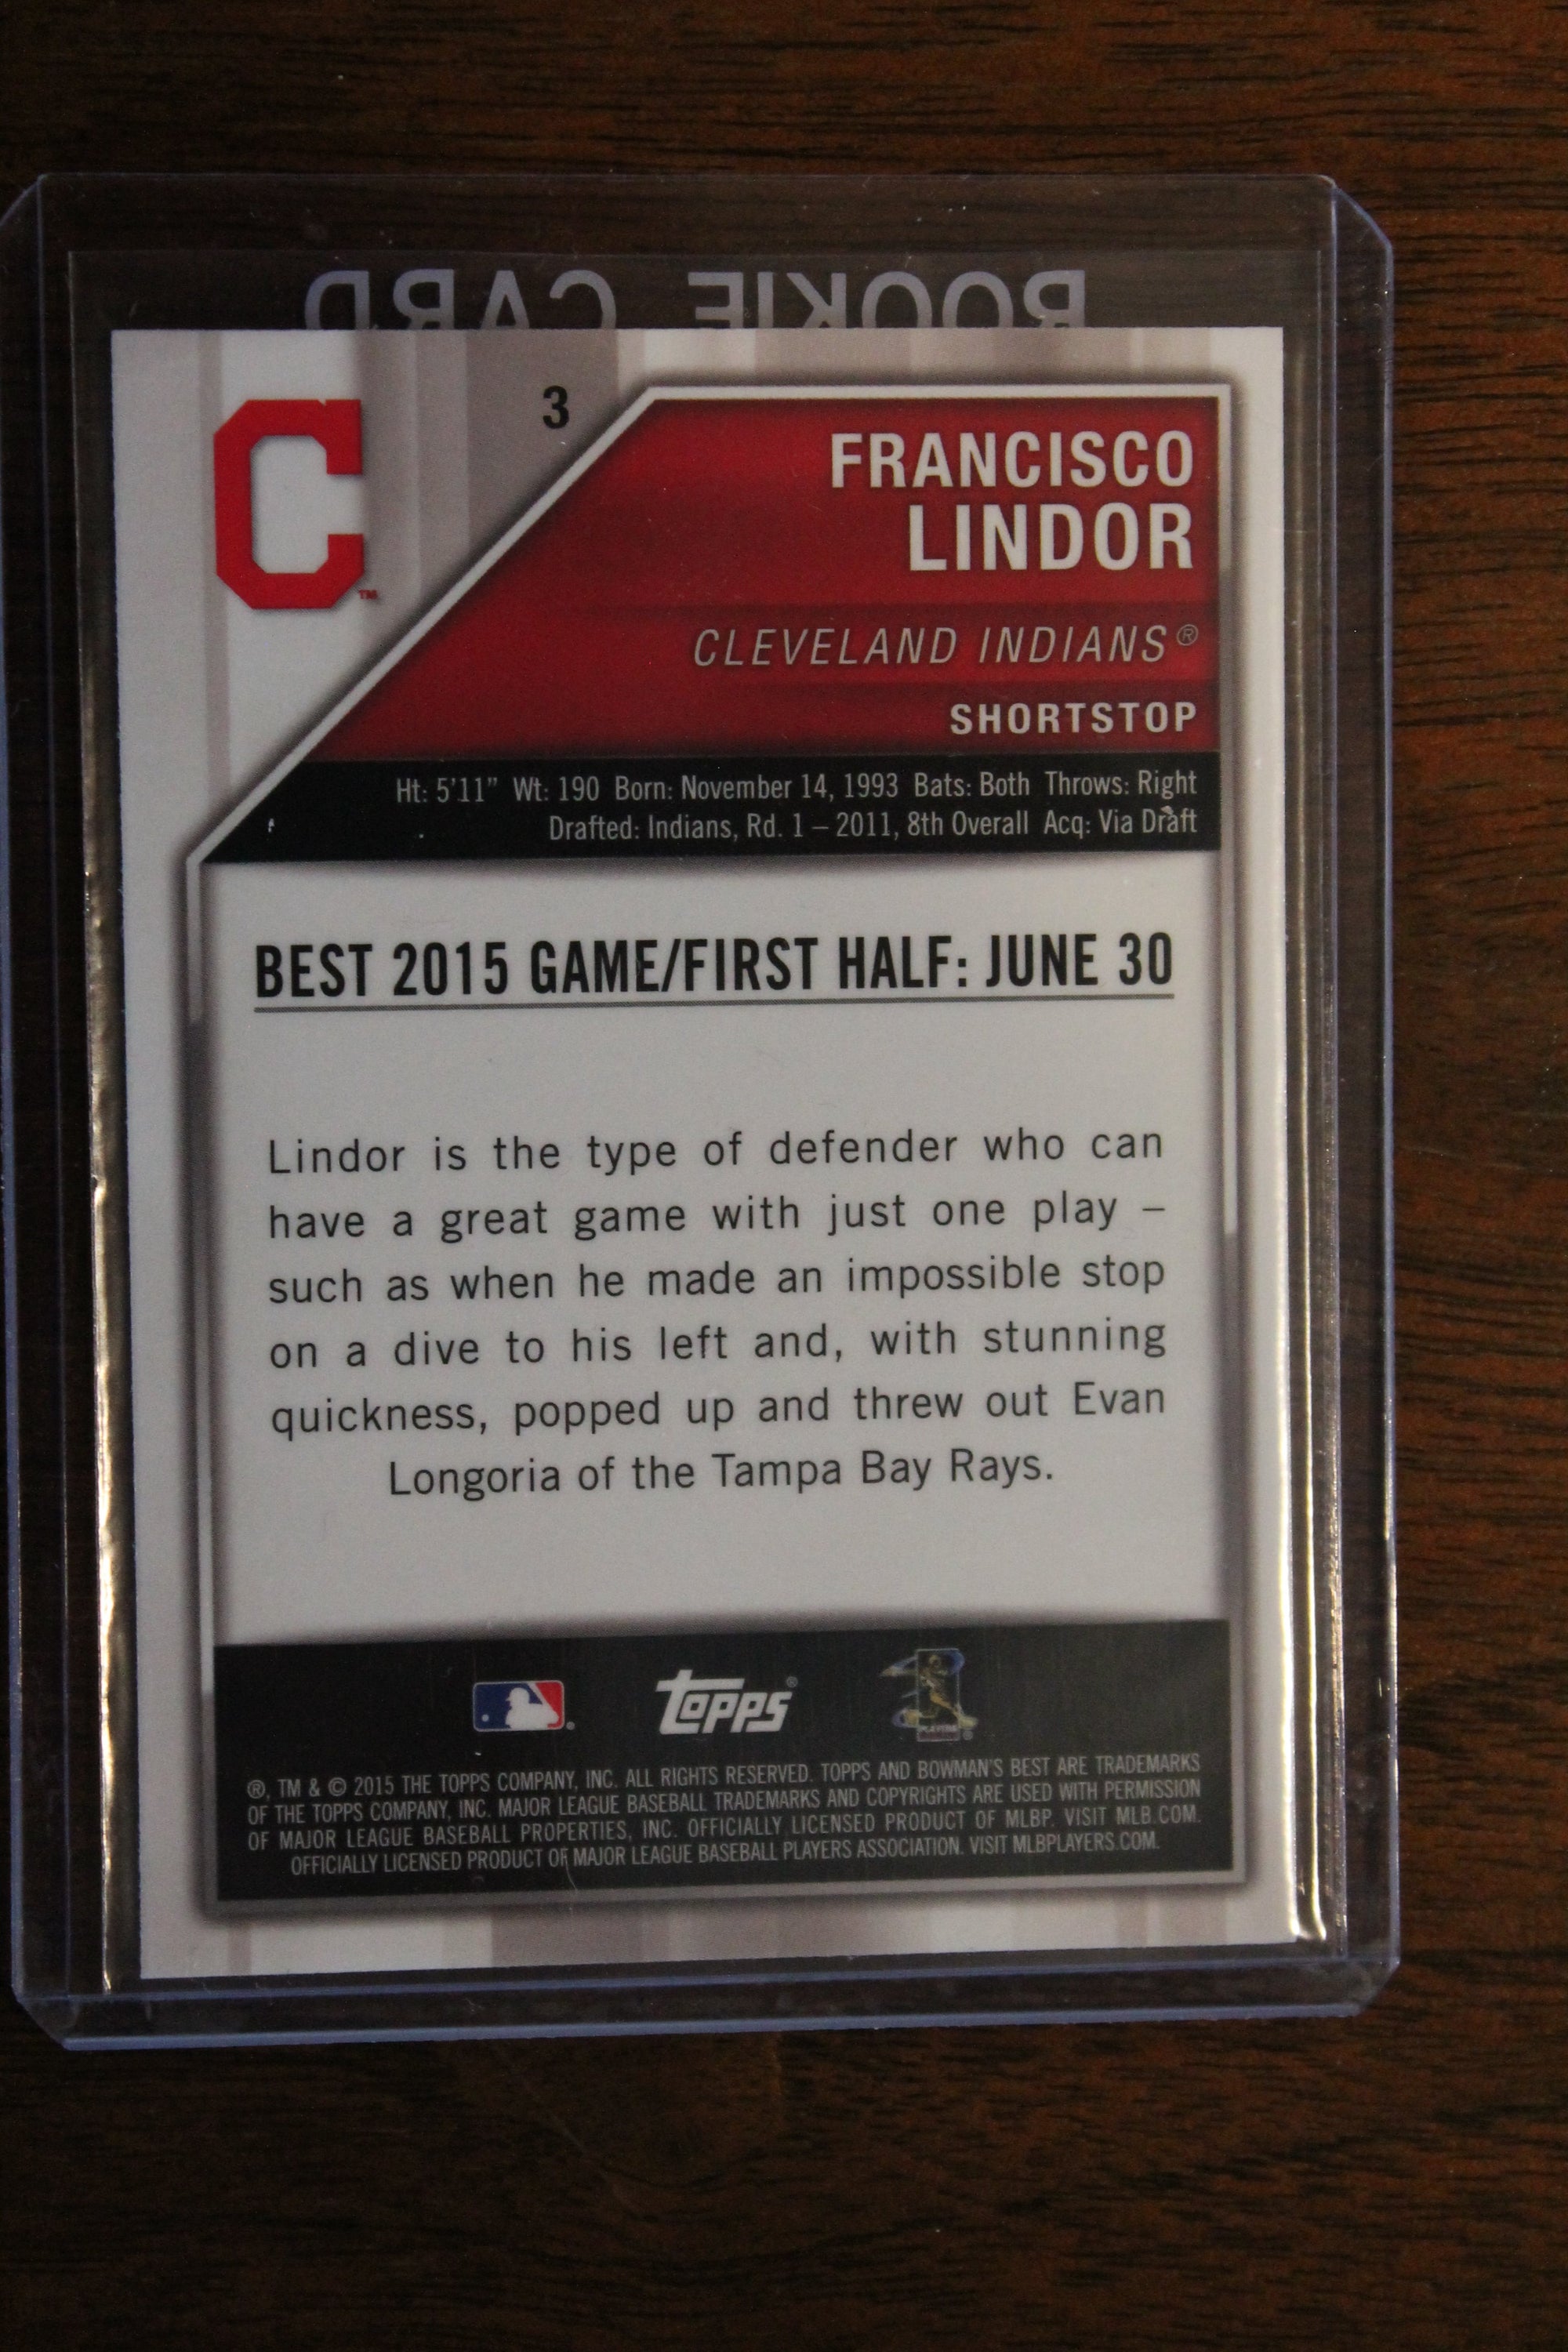 ROOKIE CARD
3
FRANCISCO
LINDOR
CLEVELAND INDIANS®
SHORTSTOP
Ht: 5'11" Wt: 190 Born: November 14, 1993 Bats: Both Throws: Right
Drafted: Indians, Rd. 1 – 2011, 8th Overall Acq: Via Draft
C™
BEST 2015 GAME/FIRST HALF: JUNE 30
Lindor is the type of defender who can
have a great game with just one play –
such as when he made an impossible stop
on a dive to his left and, with stunning
quickness, popped up and threw out Evan
Longoria of the Tampa Bay Rays.
Topps®
PLAYERS
®, TM & © 2015 THE TOPPS COMPANY, INC. ALL RIGHTS RESERVED. TOPPS AND BOWMAN'S BEST ARE TRADEMARKS
OF THE TOPPS COMPANY, INC. MAJOR LEAGUE BASEBALL TRADEMARKS AND COPYRIGHTS ARE USED WITH PERMISSION
OF MAJOR LEAGUE BASEBALL PROPERTIES, INC. OFFICIALLY LICENSED PRODUCT OF MLBP. VISIT MLB.COM.
OFFICIALLY LICENSED PRODUCT OF MAJOR LEAGUE BASEBALL PLAYERS ASSOCIATION. VISIT MLBPLAYERS.COM.